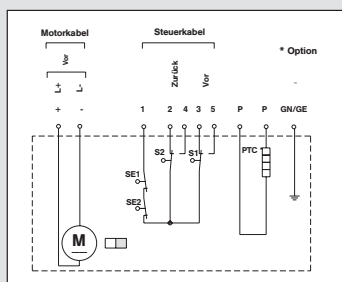 Motorkabel Steuerkabel
* Option
Vor
Zurück Vor
L+ L-
+ - 1 2 4 3 5 P P GN/GE
-
S2 S1 PTC *
SE1
SE2
M